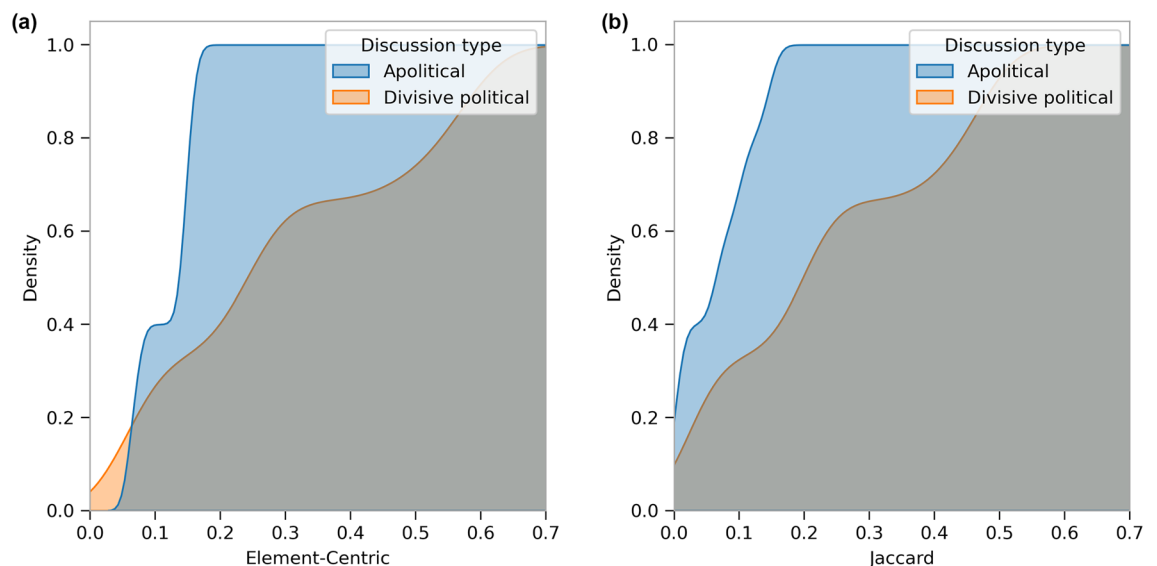 (a)
Discussion type
Apolitical
Divisive political
1.0
0.8
0.6
0.4
0.2
0.0
Density
0.0 0.1 0.2 0.3 0.4 0.5 0.6 0.7
Element-Centric
(b)
Discussion type
Apolitical
Divisive political
1.0
0.8
0.6
0.4
0.2
0.0
Density
0.0 0.1 0.2 0.3 0.4 0.5 0.6 0.7
Jaccard